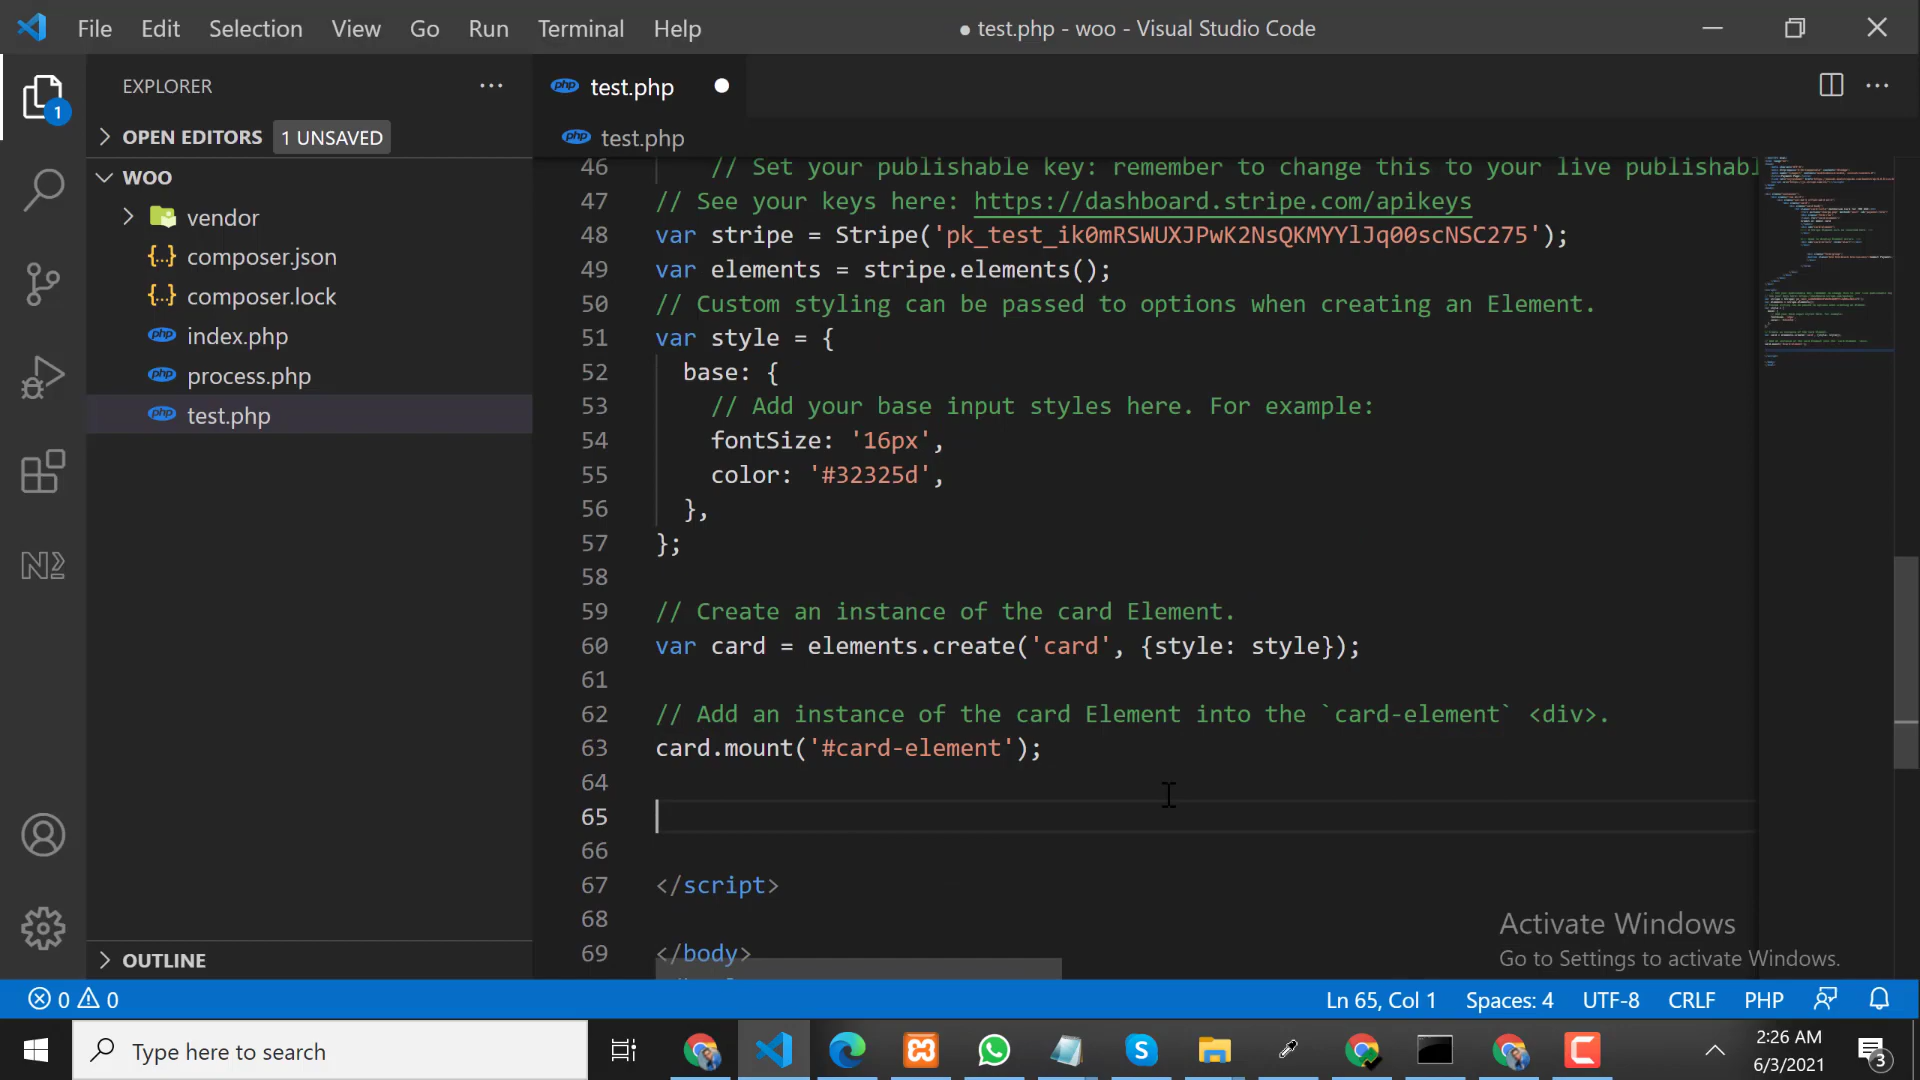 File Edit Selection View Go Run Terminal Help
● test.php - woo - Visual Studio Code
EXPLORER
php test.php
1
OPEN EDITORS 1 UNSAVED
php test.php
WOO
vendor
{..} composer.json
{..} composer.lock
php index.php
php process.php
php test.php
46 // Set your publishable key: remember to change this to your live publishabl
47 // See your keys here: https://dashboard.stripe.com/apikeys
48 var stripe = Stripe('pk_test_ik0mRSWUXJPwK2NsQKMYYlJq00scNSC275');
49 var elements = stripe.elements();
50 // Custom styling can be passed to options when creating an Element.
51 var style = {
52 base: {
53 // Add your base input styles here. For example:
54 fontSize: '16px',
55 color: '#32325d',
56 },
57 };
58
59 // Create an instance of the card Element.
60 var card = elements.create('card', {style: style});
61
62 // Add an instance of the card Element into the `card-element` <div>.
63 card.mount('#card-element');
64
65
66
67 </script>
68
69 </body>
OUTLINE
Activate Windows
Go to Settings to activate Windows.
0 0
Ln 65, Col 1 Spaces: 4 UTF-8 CRLF PHP
Type here to search
2:26 AM
6/3/2021
3